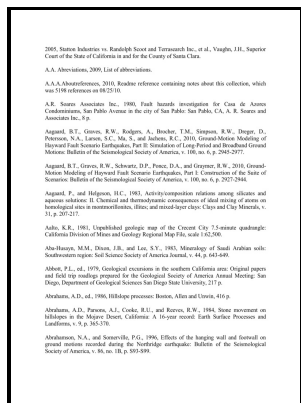 2005, Statton Industries vs. Randolph Scoot and Terrasearch Inc., et al., Vaughn, J.H., Superior
Court of the State of California in and for the County of Santa Clara.
A.A. Abreviations, 2009, List of abbreviations.
A.A.A.Aboutreferences, 2010, Readme reference containing notes about this collection, which
was 5198 references on 08/25/10.
A.R. Soares Associates Inc., 1980, Fault hazards investigation for Casa de Azores
Condominiums, San Pablo Avenue in the city of San Pablo: San Pablo, CA, A. R. Soares and
Associates Inc., 8 p.
Aagaard, B.T., Graves, R.W., Rodgers, A., Brocher, T.M., Simpson, R.W., Dreger, D.,
Petersson, N.A., Larsen, S.C., Ma, S., and Jachens, R.C., 2010, Ground-Motion Modeling of
Hayward Fault Scenario Earthquakes, Part II: Simulation of Long-Period and Broadband Ground
Motions: Bulletin of the Seismological Society of America, v. 100, no. 6, p. 2945-2977.
Aagaard, B.T., Graves, R.W., Schwartz, D.P., Ponce, D.A., and Graymer, R.W., 2010, Ground-
Motion Modeling of Hayward Fault Scenario Earthquakes, Part I: Construction of the Suite of
Scenarios: Bulletin of the Seismological Society of America, v. 100, no. 6, p. 2927-2944.
Aagaard, P., and Helgeson, H.C., 1983, Activity/composition relations among silicates and
aqueous solutions: II. Chemical and thermodynamic consequences of ideal mixing of atoms on
homological sites in montmorillonites, illites; and mixed-layer clays: Clays and Clay Minerals, v.
31, p. 207-217.
Aalto, K.R., 1981, Unpublished geologic map of the Crecent City 7.5-minute quadrangle:
California Division of Mines and Geology Regional Map File, scale 1:62,500.
Aba-Husayn, M.M., Dixon, J.B., and Lee, S.Y., 1983, Mineralogy of Saudi Arabian soils:
Southwestern region: Soil Science Society of America Journal, v. 44, p. 643-649.
Abbott, P.L., ed., 1979, Geological excursions in the southern California area: Original papers
and field trip roadlogs prepared for the Geological Society of America Annual Meeting: San
Diego, Department of Geological Sciences San Diego State University, 217 p.
Abrahams, A.D., ed., 1986, Hillslope processes: Boston, Allen and Unwin, 416 p.
Abrahams, A.D., Parsons, A.J., Cooke, R.U., and Reeves, R.W., 1984, Stone movement on
hillslopes in the Mojave Desert, California: A 16-year record: Earth Surface Processes and
Landforms, v. 9, p. 365-370.
Abrahamson, N.A., and Somerville, P.G., 1996, Effects of the hanging wall and footwall on
ground motions recorded during the Northridge earthquake: Bulletin of the Seismological
Society of America, v. 86, no. 1B, p. S93-S99.